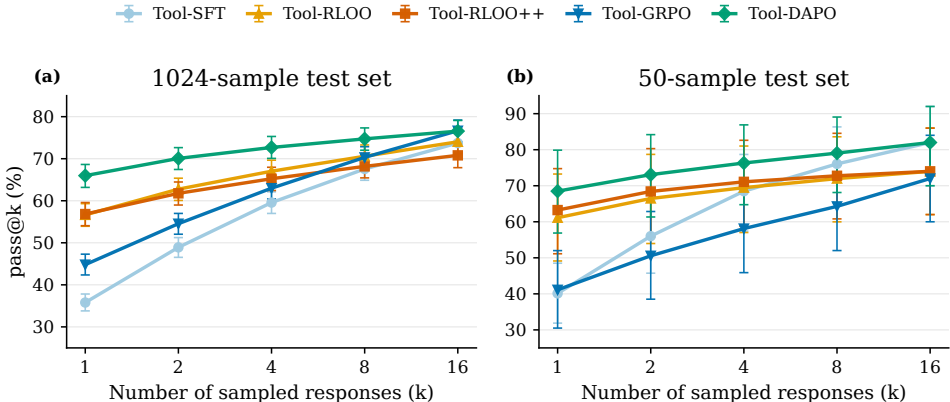 Tool-SFT Tool-RLOO Tool-RLOO++ Tool-GRPO Tool-DAPO
(a) 1024-sample test set
80
70
60
50
40
30
pass@k (%)
1 2 4 8 16
Number of sampled responses (k)
(b) 50-sample test set
90
80
70
60
50
40
30
1 2 4 8 16
Number of sampled responses (k)